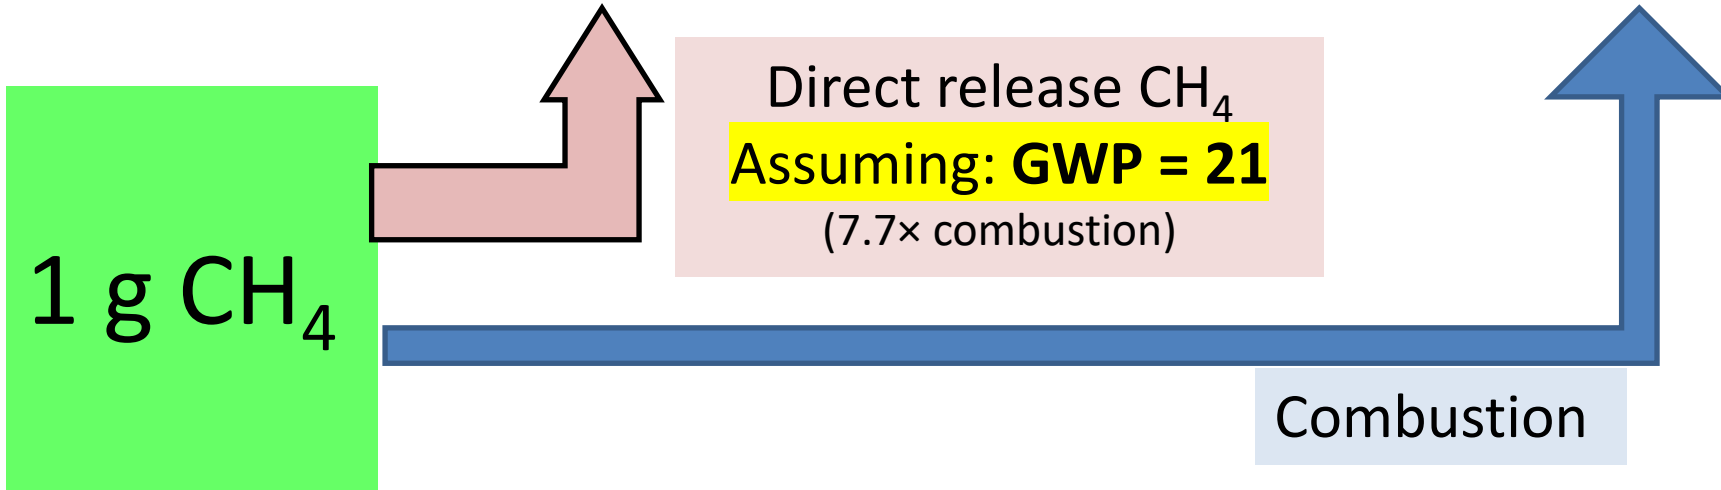 Direct release CH₄
Assuming: GWP = 21
(7.7× combustion)
1 g CH₄
Combustion